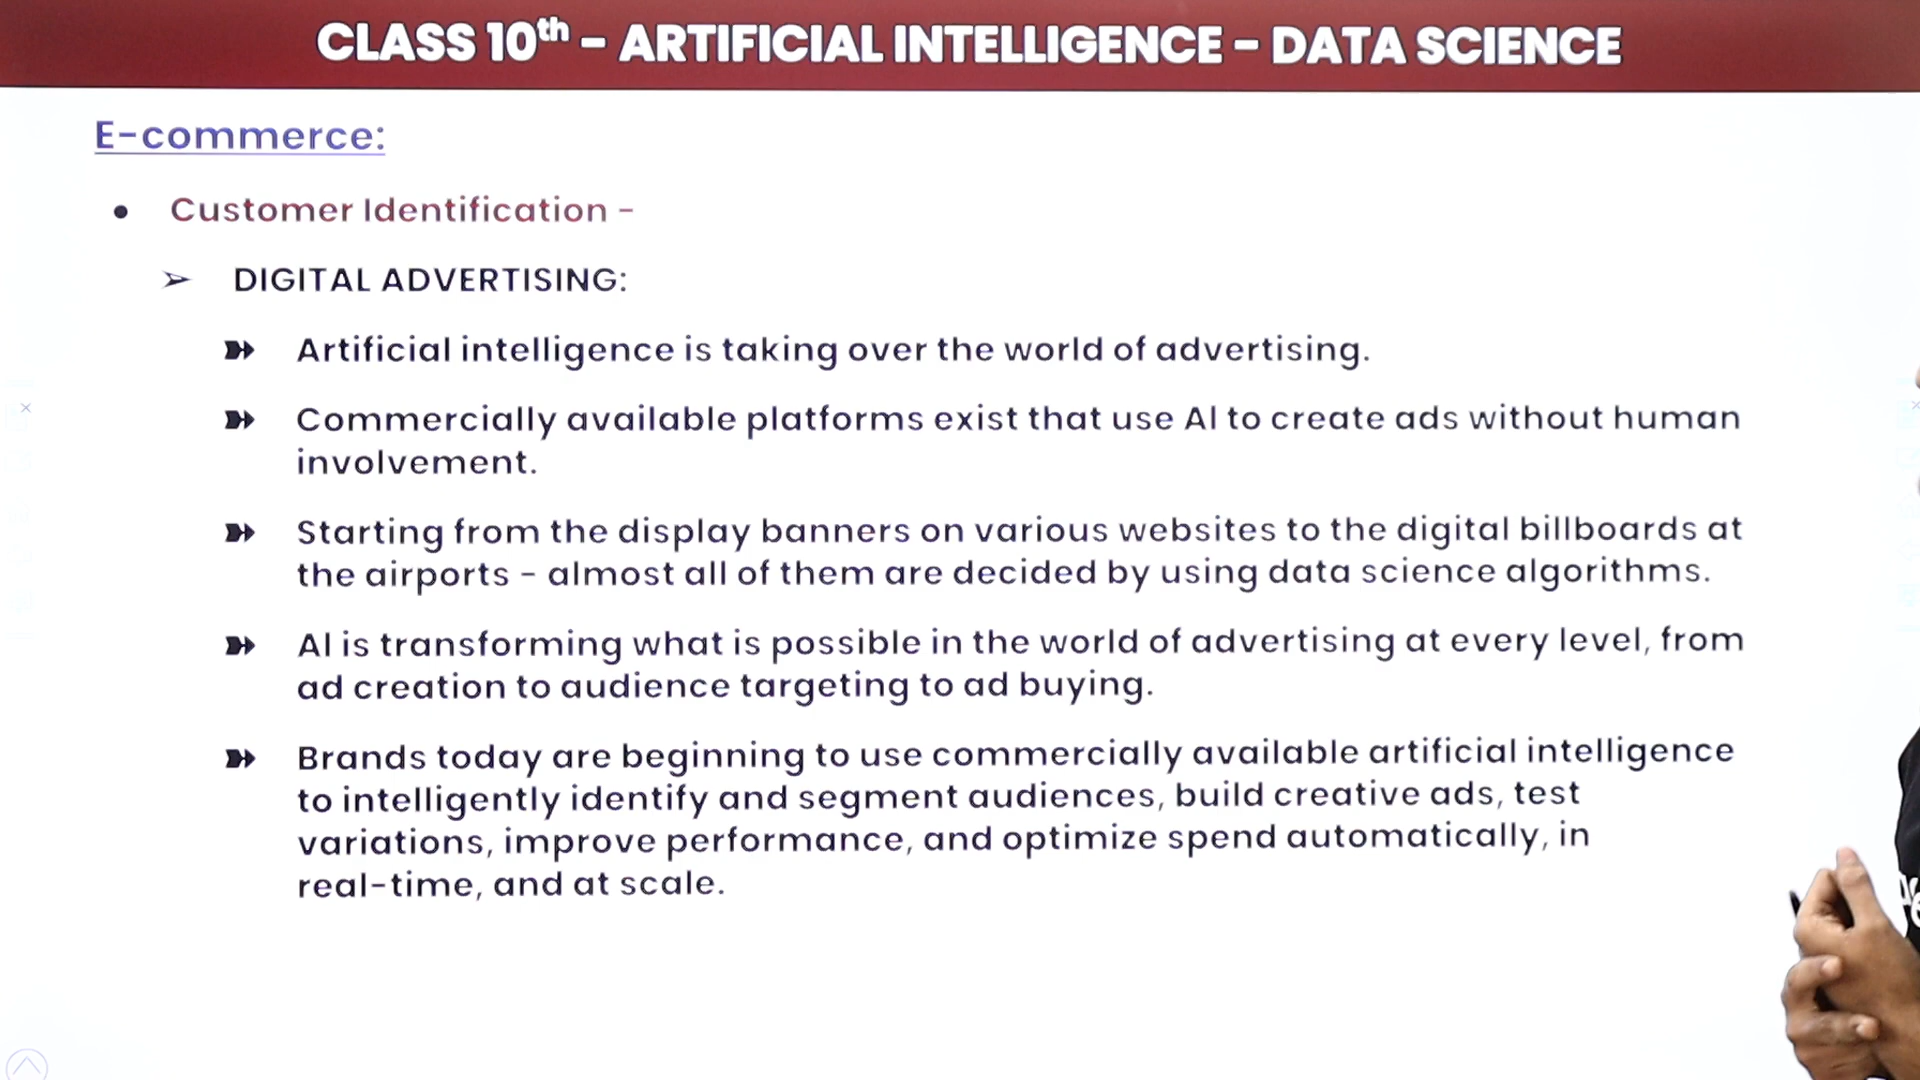 CLASS 10th - ARTIFICIAL INTELLIGENCE - DATA SCIENCE
E-commerce:
• Customer Identification -
➢ DIGITAL ADVERTISING:
Artificial intelligence is taking over the world of advertising.
Commercially available platforms exist that use AI to create ads without human
involvement.
Starting from the display banners on various websites to the digital billboards at
the airports - almost all of them are decided by using data science algorithms.
AI is transforming what is possible in the world of advertising at every level, from
ad creation to audience targeting to ad buying.
Brands today are beginning to use commercially available artificial intelligence
to intelligently identify and segment audiences, build creative ads, test
variations, improve performance, and optimize spend automatically, in
real-time, and at scale.